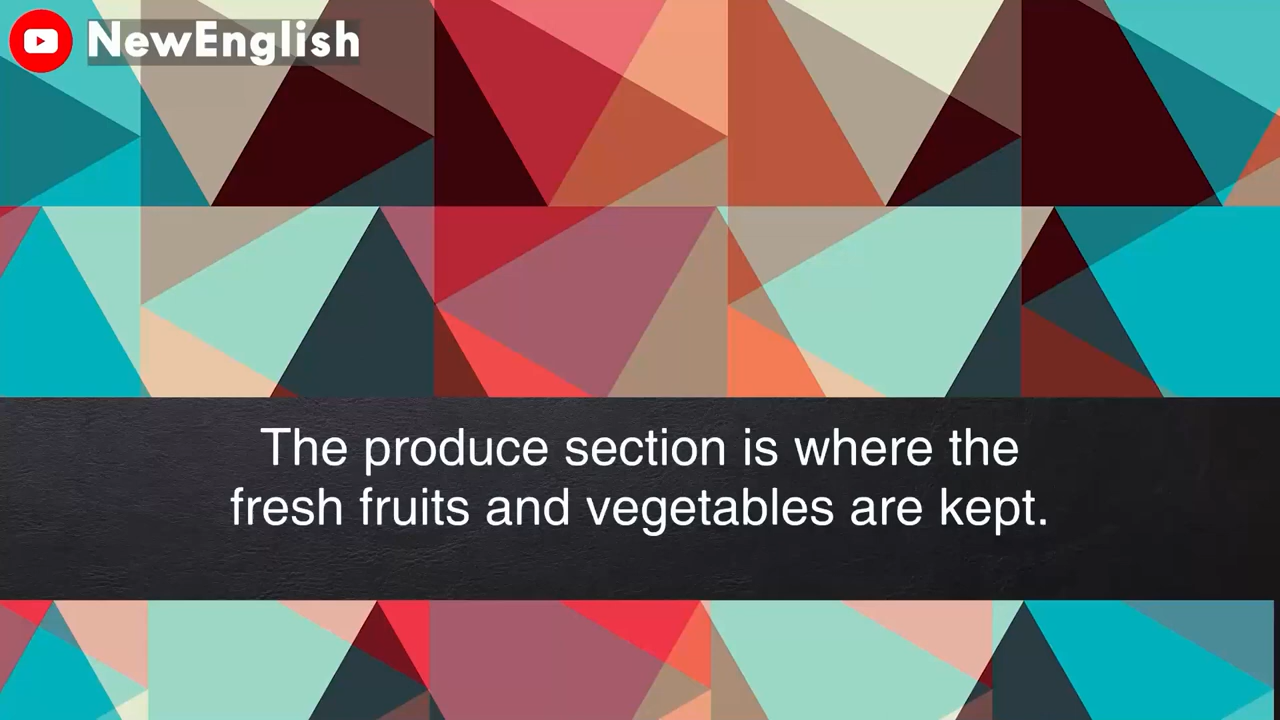 NewEnglish
The produce section is where the
fresh fruits and vegetables are kept.